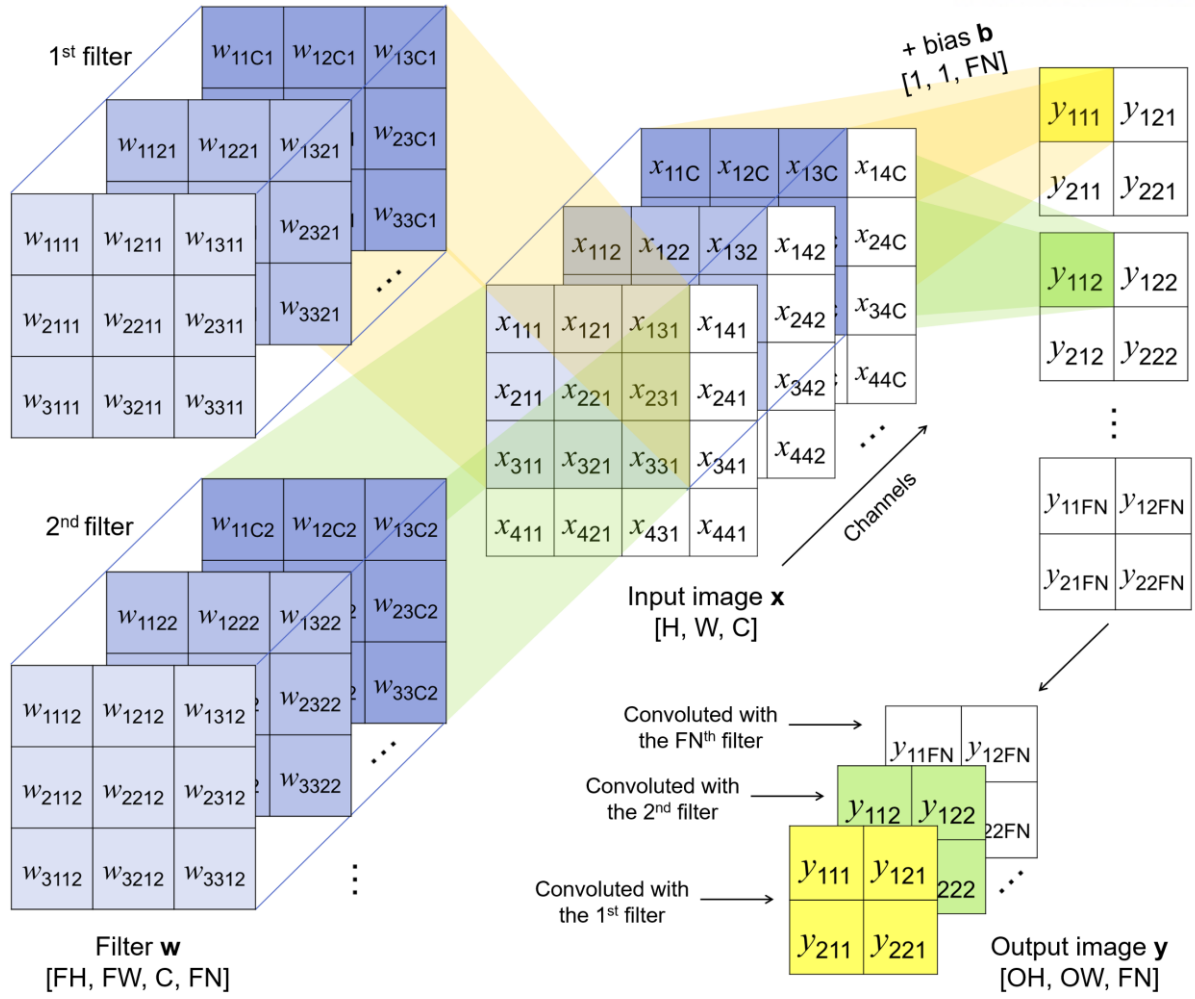 1st filter
w11C1 w12C1 w13C1
w23C1
w33C1
w1121 w1221 w1321
w2321
w3321
w1111 w1211 w1311
w2111 w2211 w2311
w3111 w3211 w3311
...
2nd filter
w11C2 w12C2 w13C2
w23C2
w33C2
w1122 w1222 w1322
w2322
w3322
w1112 w1212 w1312
w2112 w2212 w2312
w3112 w3212 w3312
...
...
Filter w
[FH, FW, C, FN]
x11C x12C x13C x14C
x24C
x34C
x44C
x112 x122 x132 x142
x242
x342
x442
x111 x121 x131 x141
x211 x221 x231 x241
x311 x321 x331 x341
x411 x421 x431 x441
...
Channels
Input image x
[H, W, C]
+ bias b
[1, 1, FN]
y111 y121
y211 y221
y112 y122
y212 y222
...
y11FN y12FN
y21FN y22FN
Convoluted with
the FNth filter
Convoluted with
the 2nd filter
Convoluted with
the 1st filter
y11FN y12FN
22FN
y112 y122
222
y111 y121
y211 y221
...
Output image y
[OH, OW, FN]